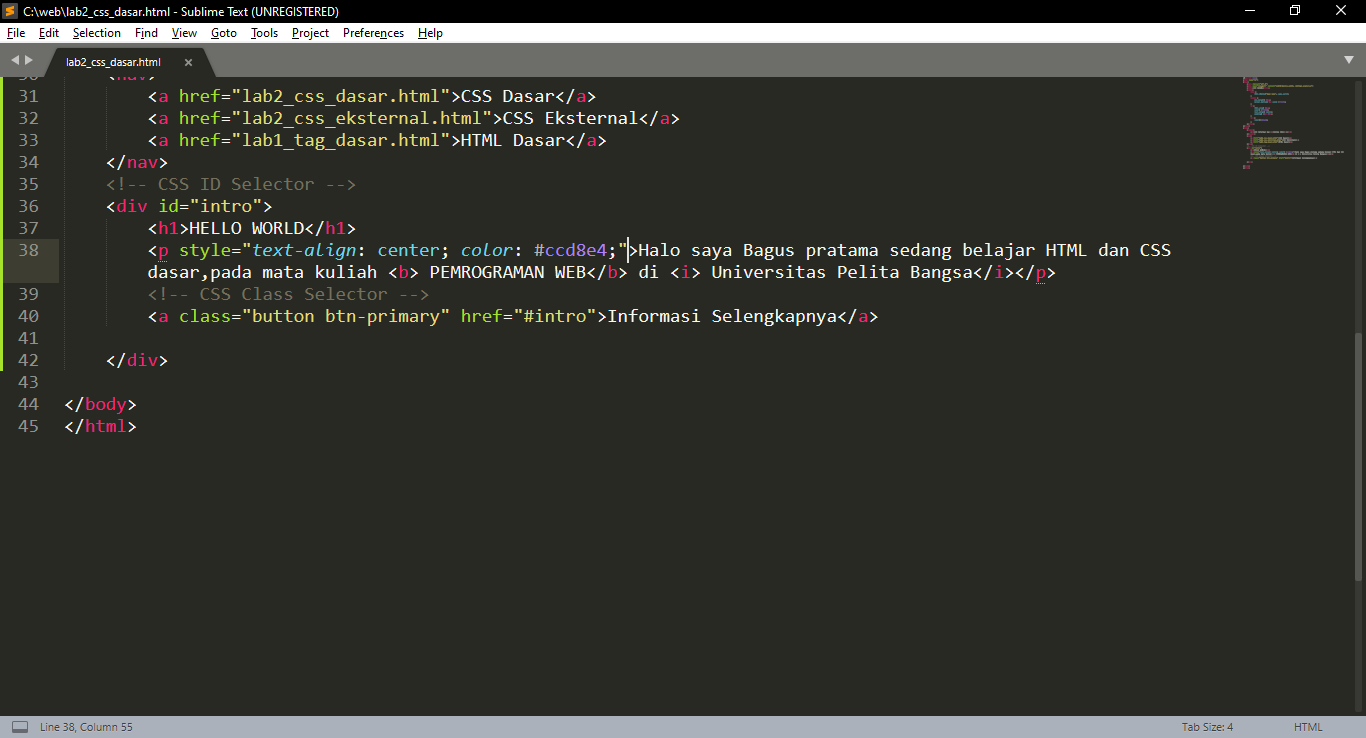 C:\web\lab2_css_dasar.html - Sublime Text (UNREGISTERED)
File Edit Selection Find View Goto Tools Project Preferences Help
lab2_css_dasar.html
30 <nav>
31 <a href="lab2_css_dasar.html">CSS Dasar</a>
32 <a href="lab2_css_eksternal.html">CSS Eksternal</a>
33 <a href="lab1_tag_dasar.html">HTML Dasar</a>
34 </nav>
35 <!-- CSS ID Selector -->
36 <div id="intro">
37 <h1>HELLO WORLD</h1>
38 <p style="text-align: center; color: #ccd8e4;">Halo saya Bagus pratama sedang belajar HTML dan CSS
dasar,pada mata kuliah <b> PEMROGRAMAN WEB</b> di <i> Universitas Pelita Bangsa</i></p>
39 <!-- CSS Class Selector -->
40 <a class="button btn-primary" href="#intro">Informasi Selengkapnya</a>
41
42 </div>
43
44 </body>
45 </html>
Line 38, Column 55 Tab Size: 4 HTML